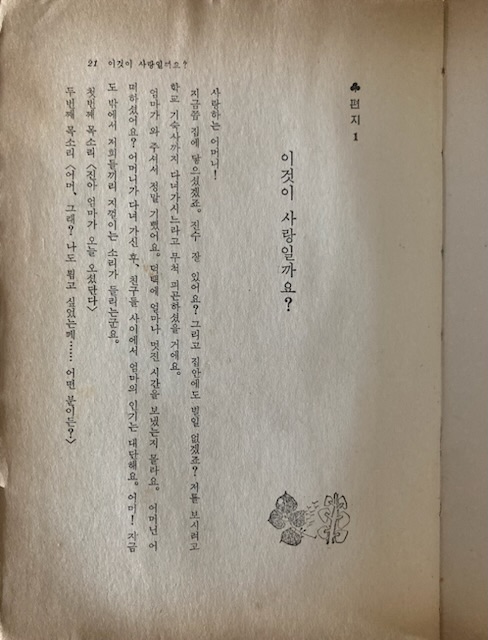 ♣ 편지 1
이것이 사랑일까요?
사랑하는 어머니!
지금쯤 집에 닿으셨겠죠. 진수 잘 있어요? 그리고 집안에도 별일 없겠죠? 저를 보시려고
학교 기숙사까지 다녀가시느라고 무척 피곤하셨을 거에요.
엄마가 와 주셔서 정말 기뻤어요. 덕택에 얼마나 멋진 시간을 보냈는지 몰라요. 어머닌 어
떠하셨어요? 어머니가 다녀 가신 후, 친구들 사이에서 엄마의 인기는 대단해요. 어머! 지금
도 밖에서 저희들끼리 지껄이는 소리가 들리는군요.
첫번째 목소리 〈진아 엄마가 오늘 오셨단다〉
두번째 목소리 〈어머, 그래? 나도 뵙고 싶었는데…… 어떤 분이든?〉
21 이것이 사랑일까요?